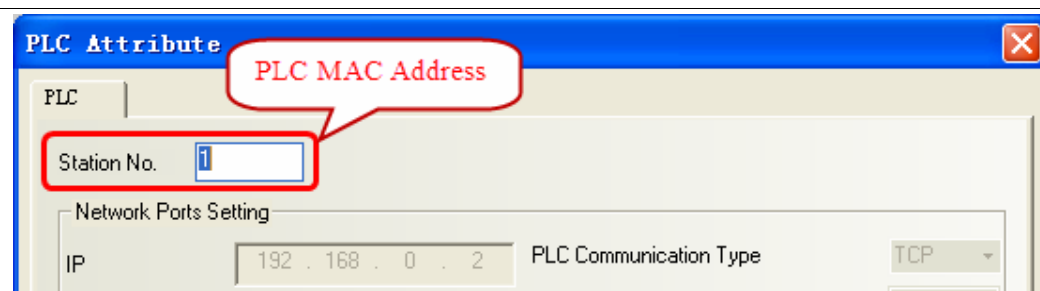 PLC Attribute
PLC MAC Address
PLC
Station No. 1
Network Ports Setting
IP 192 . 168 . 0 . 2 PLC Communication Type TCP